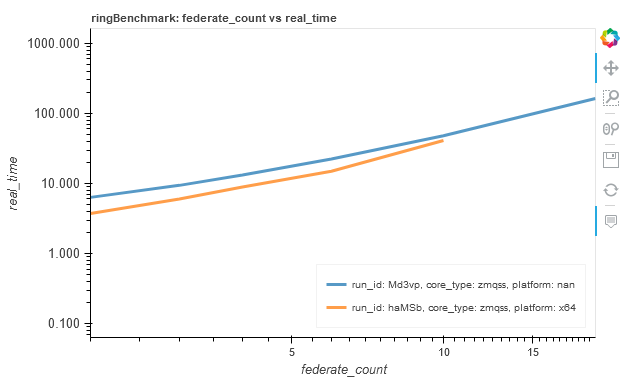 ringBenchmark: federate_count vs real_time
1000.000
100.000
10.000
1.000
0.100
real_time
5
10
15
federate_count
run_id: Md3vp, core_type: zmqss, platform: nan
run_id: haMSb, core_type: zmqss, platform: x64